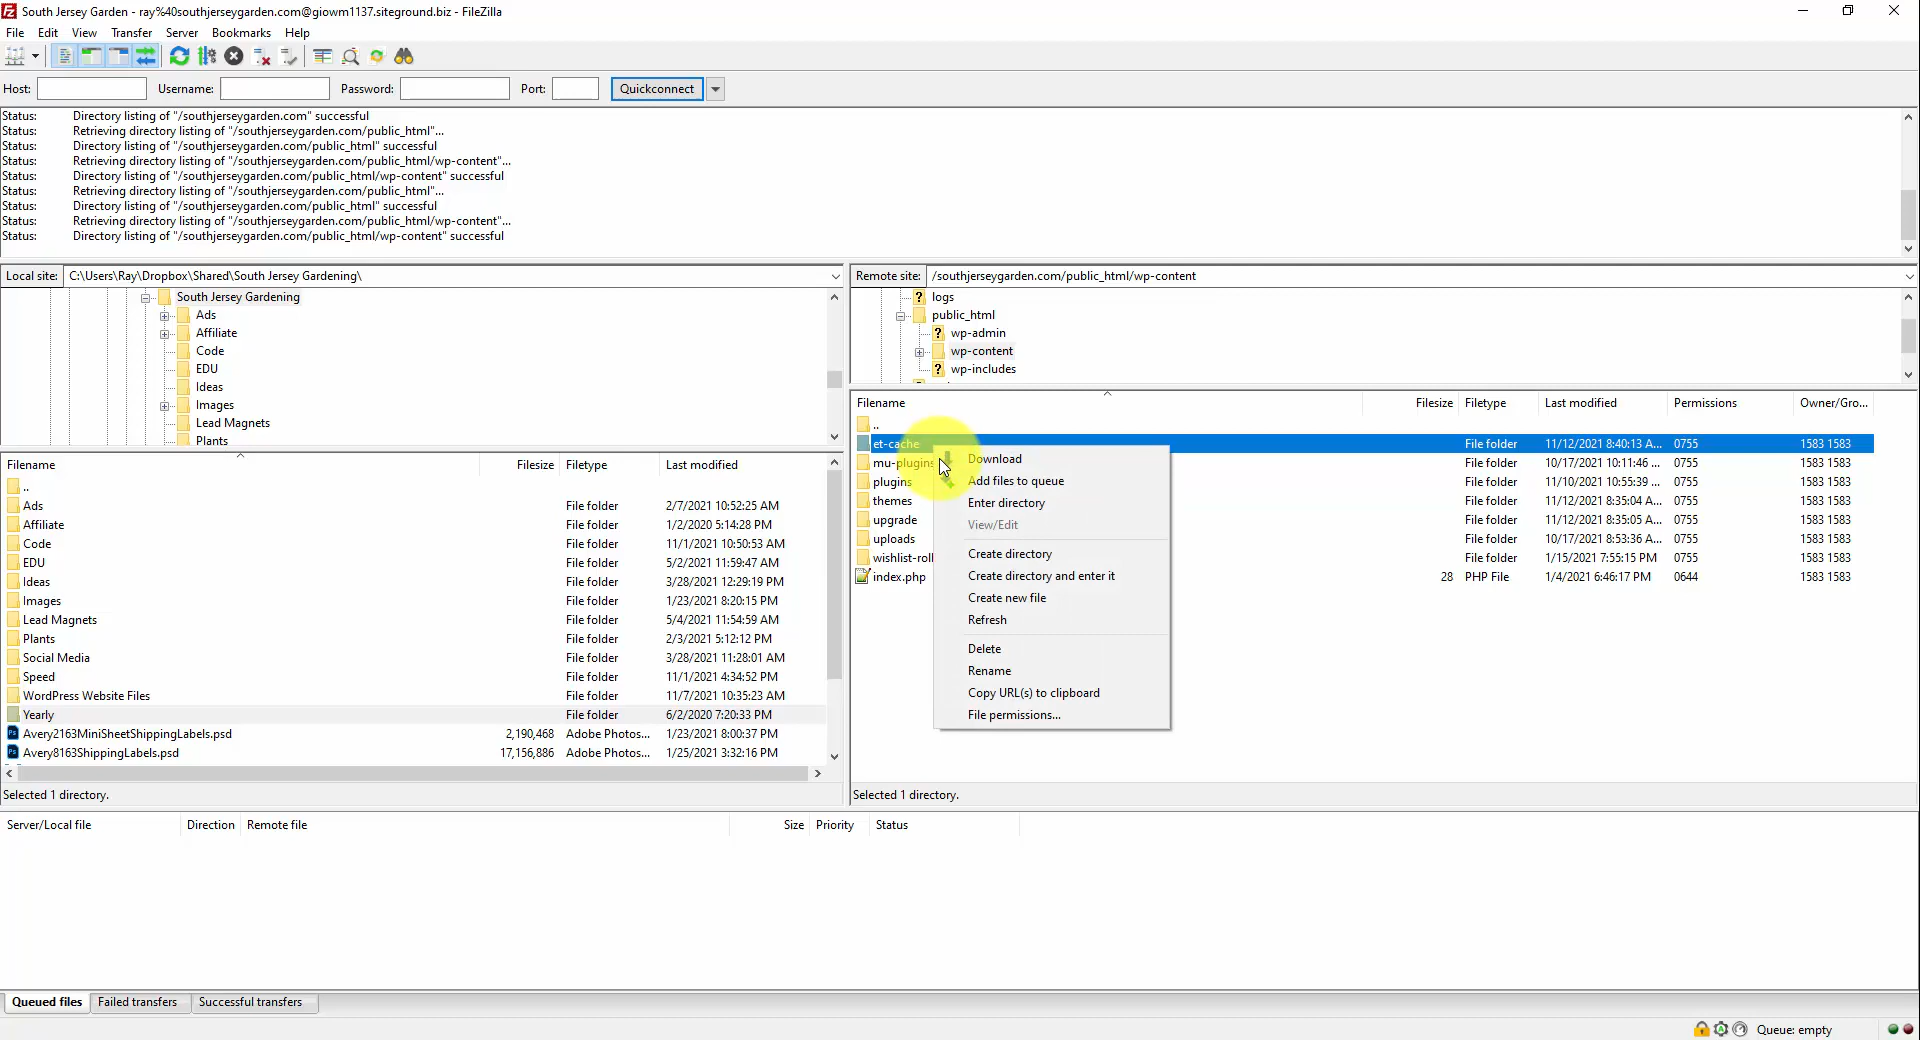 South Jersey Garden - ray%40southjerseygarden.com@giowm1137.siteground.biz - FileZilla
File Edit View Transfer Server Bookmarks Help
Host: Username: Password: Port: Quickconnect
Status: Directory listing of "/southjerseygarden.com" successful
Status: Retrieving directory listing of "/southjerseygarden.com/public_html"...
Status: Directory listing of "/southjerseygarden.com/public_html" successful
Status: Retrieving directory listing of "/southjerseygarden.com/public_html/wp-content"...
Status: Directory listing of "/southjerseygarden.com/public_html/wp-content" successful
Status: Retrieving directory listing of "/southjerseygarden.com/public_html"...
Status: Directory listing of "/southjerseygarden.com/public_html" successful
Status: Retrieving directory listing of "/southjerseygarden.com/public_html/wp-content"...
Status: Directory listing of "/southjerseygarden.com/public_html/wp-content" successful
Local site: C:\Users\Ray\Dropbox\Shared\South Jersey Gardening\
South Jersey Gardening
Ads
Affiliate
Code
EDU
Ideas
Images
Lead Magnets
Plants
Filename Filesize Filetype Last modified
..
Ads File folder 2/7/2021 10:52:25 AM
Affiliate File folder 1/2/2020 5:14:28 PM
Code File folder 11/1/2021 10:50:53 AM
EDU File folder 5/2/2021 11:59:47 AM
Ideas File folder 3/28/2021 12:29:19 PM
Images File folder 1/23/2021 8:20:15 PM
Lead Magnets File folder 5/4/2021 11:54:59 AM
Plants File folder 2/3/2021 5:12:12 PM
Social Media File folder 3/28/2021 11:28:01 AM
Speed File folder 11/1/2021 4:34:52 PM
WordPress Website Files File folder 11/7/2021 10:35:23 AM
Yearly File folder 6/2/2020 7:20:33 PM
Avery2163MiniSheetShippingLabels.psd 2,190,468 Adobe Photos... 1/23/2021 8:00:37 PM
Avery8163ShippingLabels.psd 17,156,886 Adobe Photos... 1/25/2021 3:32:16 PM
Selected 1 directory.
Remote site: /southjerseygarden.com/public_html/wp-content
logs
public_html
wp-admin
wp-content
wp-includes
Filename Filesize Filetype Last modified Permissions Owner/Gro...
..
et-cache File folder 11/12/2021 8:40:13 A... 0755 1583 1583
mu-plugins File folder 10/17/2021 10:11:46 ... 0755 1583 1583
plugins File folder 11/10/2021 10:55:39 ... 0755 1583 1583
themes File folder 11/12/2021 8:35:04 A... 0755 1583 1583
upgrade File folder 11/12/2021 8:35:05 A... 0755 1583 1583
uploads File folder 10/17/2021 8:53:36 A... 0755 1583 1583
wishlist-roll File folder 1/15/2021 7:55:15 PM 0755 1583 1583
index.php 28 PHP File 1/4/2021 6:46:17 PM 0644 1583 1583
Download
Add files to queue
Enter directory
View/Edit
Create directory
Create directory and enter it
Create new file
Refresh
Delete
Rename
Copy URL(s) to clipboard
File permissions...
Selected 1 directory.
Server/Local file Direction Remote file Size Priority Status
Queued files Failed transfers Successful transfers
Queue: empty